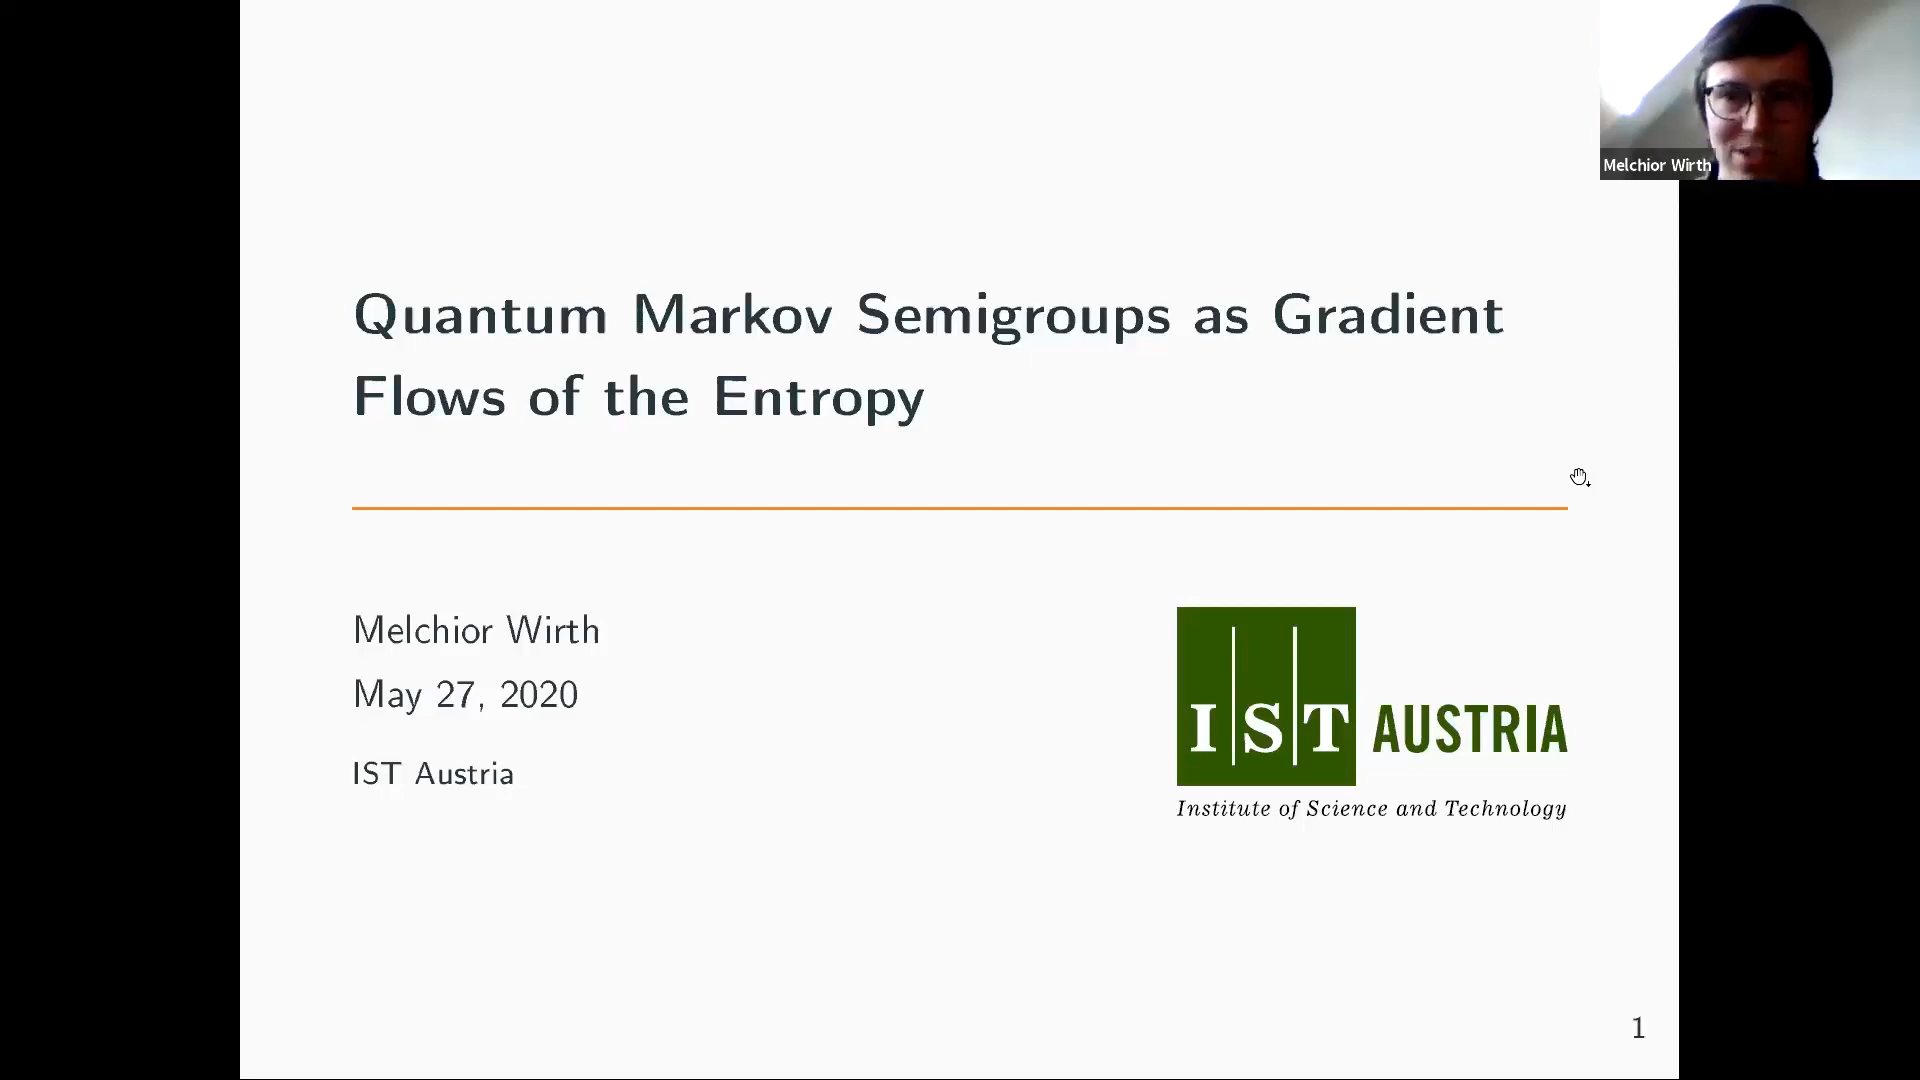 Melchior Wirth
Quantum Markov Semigroups as Gradient
Flows of the Entropy
Melchior Wirth
May 27, 2020
IST Austria
IST AUSTRIA
Institute of Science and Technology
1